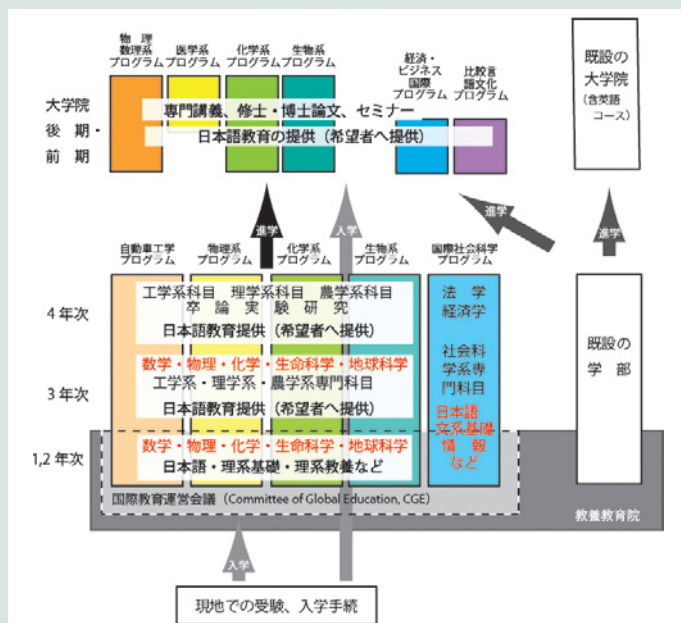 物 理
数理系
プログラム
医学系
プログラム
化学系
プログラム
生物系
プログラム
経済・
ビジネス
国際
プログラム
比較言
語文化
プログラム
既設の
大学院
(含英語
コース)
大学院
後 期・
前 期
専門講義、修士・博士論文、セミナー
日本語教育の提供(希望者へ提供)
進学
入学
進学
進学
自動車工学
プログラム
物理系
プログラム
化学系
プログラム
生物系
プログラム
国際社会科学
プログラム
4年次
工学系科目 理学系科目 農学系科目
卒 論 実 験 研 究
日本語教育提供(希望者へ提供)
法 学
経済学
既設の
学 部
3年次
数学・物理・化学・生命科学・地球科学
工学系・理学系・農学系専門科目
日本語教育提供(希望者へ提供)
社会科
学系専
門科目
1,2年次
数学・物理・化学・生命科学・地球科学
日本語・理系基礎・理系教養など
日本語
文系基礎
情 報
など
国際教育運営会議(Committee of Global Education, CGE)
教養教育院
入学
現地での受験、入学手続